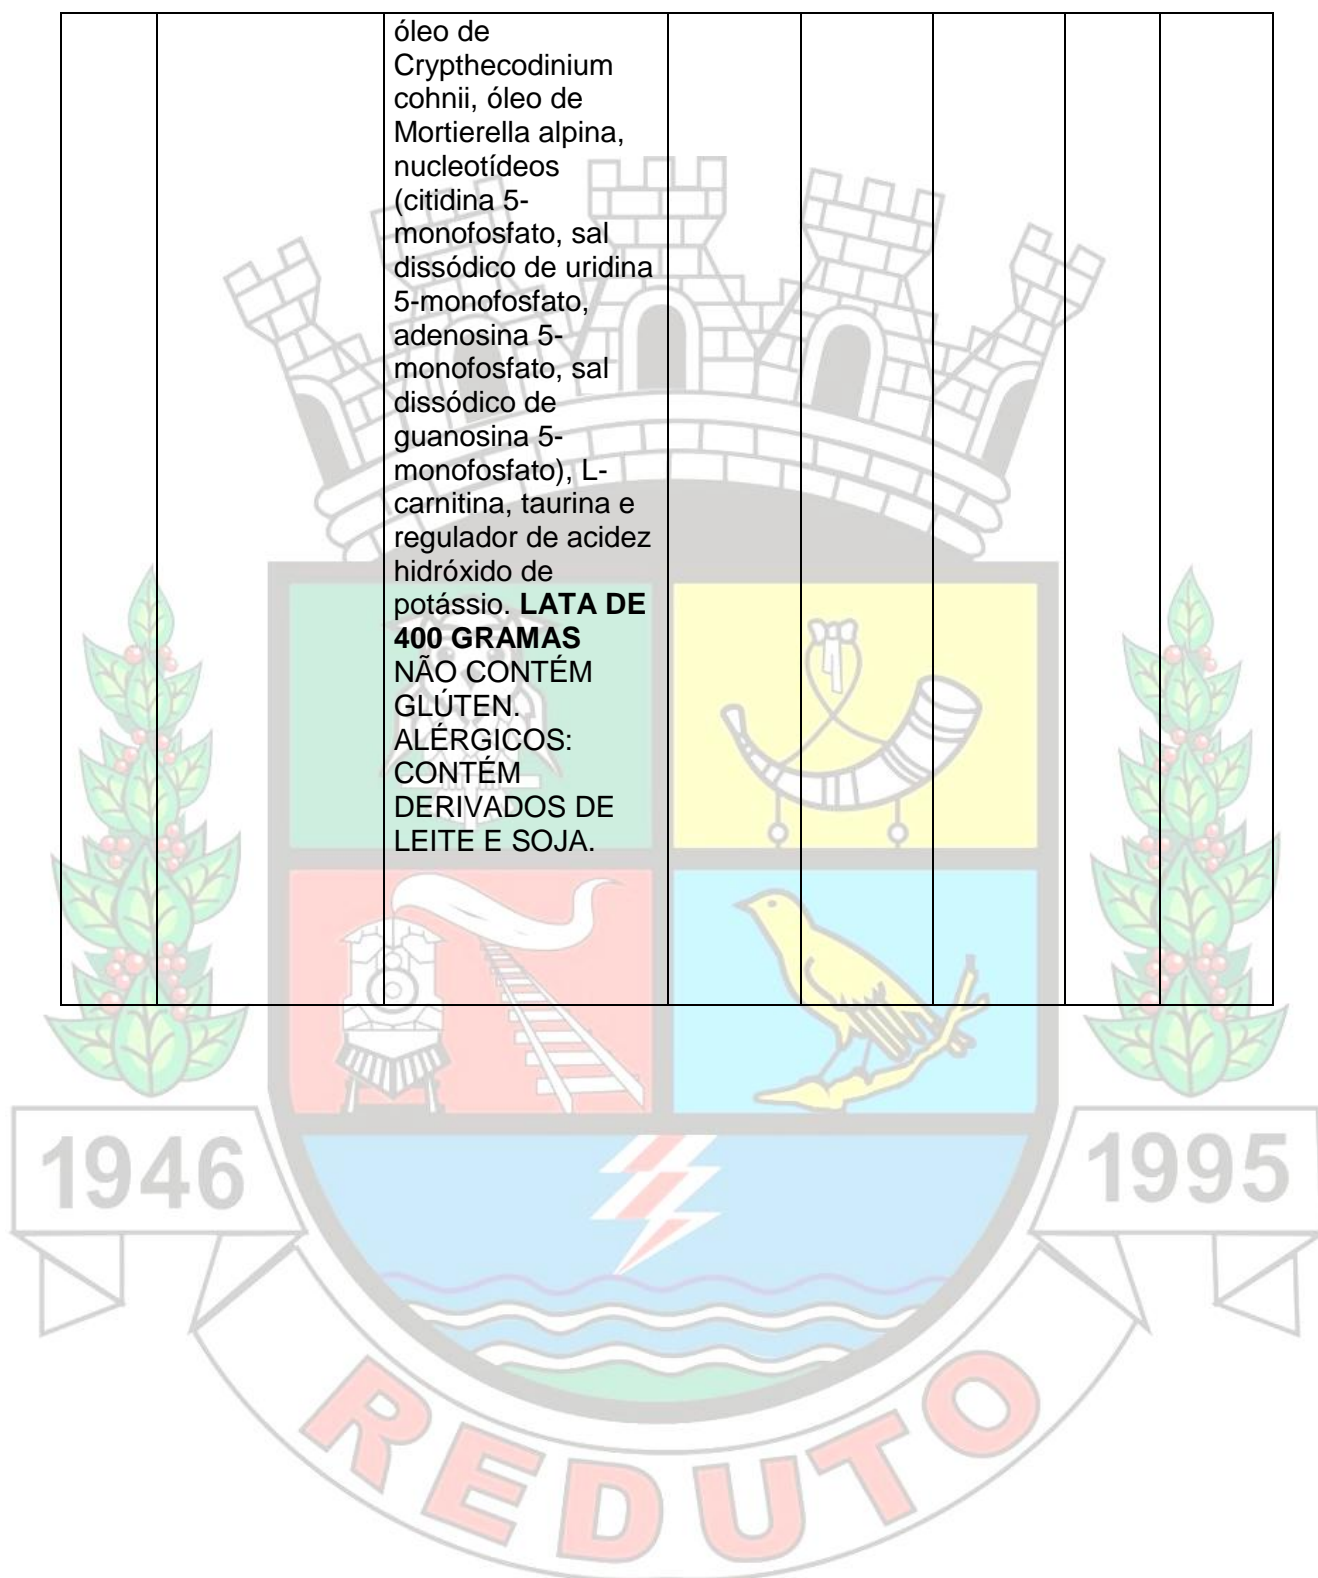 óleo de
Crypthecodinium
cohnii, óleo de
Mortierella alpina,
nucleotídeos
(citidina 5-
monofosfato, sal
dissódico de uridina
5-monofosfato,
adenosina 5-
monofosfato, sal
dissódico de
guanosina 5-
monofosfato), L-
carnitina, taurina e
regulador de acidez
hidróxido de
potássio. LATA DE
400 GRAMAS
NÃO CONTÉM
GLÚTEN.
ALÉRGICOS:
CONTÉM
DERIVADOS DE
LEITE E SOJA.
1946
1995
REDUTO